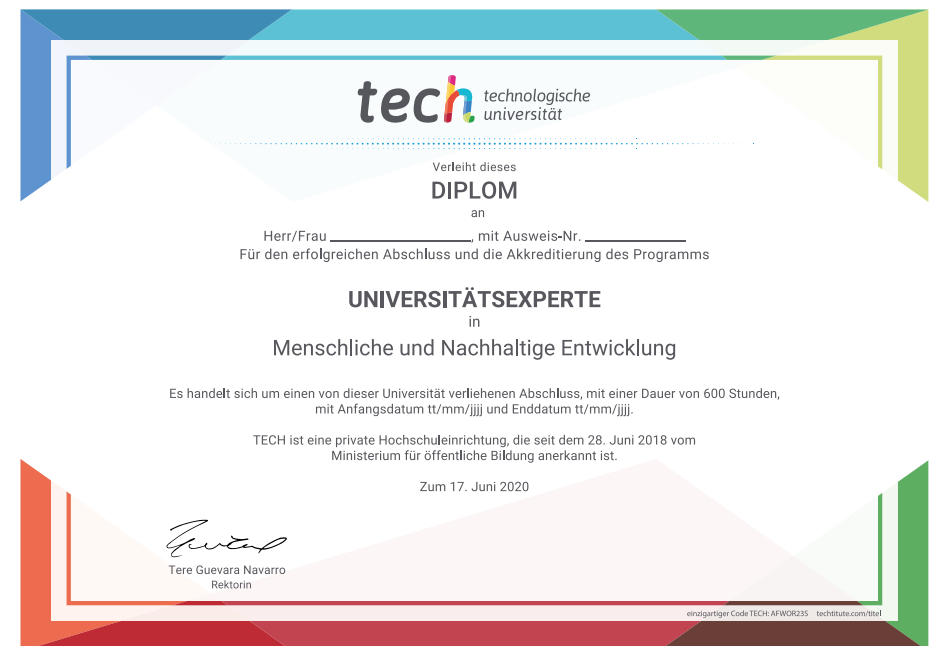 tech technologische
universität
Verleiht dieses
DIPLOM
an
Herr/Frau ____________, mit Ausweis-Nr. ____________
Für den erfolgreichen Abschluss und die Akkreditierung des Programms
UNIVERSITÄTSEXPERTE
in
Menschliche und Nachhaltige Entwicklung
Es handelt sich um einen von dieser Universität verliehenen Abschluss, mit einer Dauer von 600 Stunden,
mit Anfangsdatum tt/mm/jjjj und Enddatum tt/mm/jjjj.
TECH ist eine private Hochschuleinrichtung, die seit dem 28. Juni 2018 vom
Ministerium für öffentliche Bildung anerkannt ist.
Zum 17. Juni 2020
Tere Guevara Navarro
Rektorin
einzigartiger Code TECH: AFWOR23S techtitute.com/titel